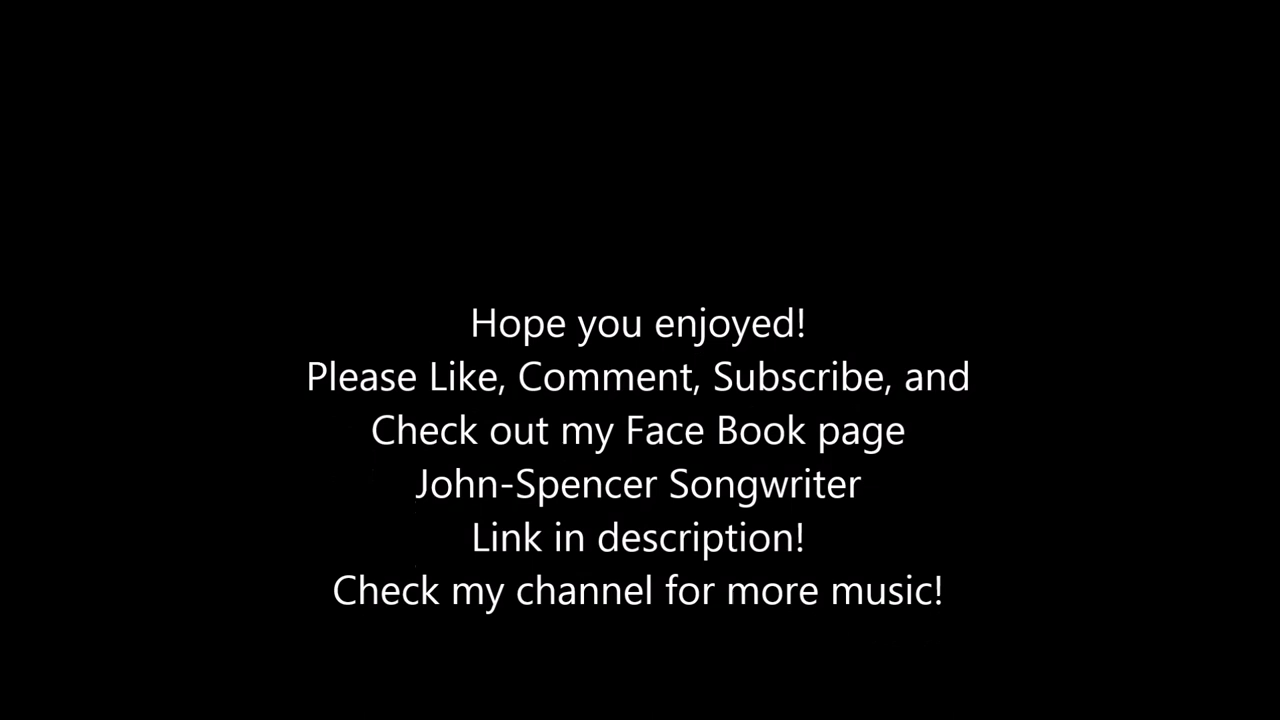 Hope you enjoyed!
Please Like, Comment, Subscribe, and
Check out my Face Book page
John-Spencer Songwriter
Link in description!
Check my channel for more music!